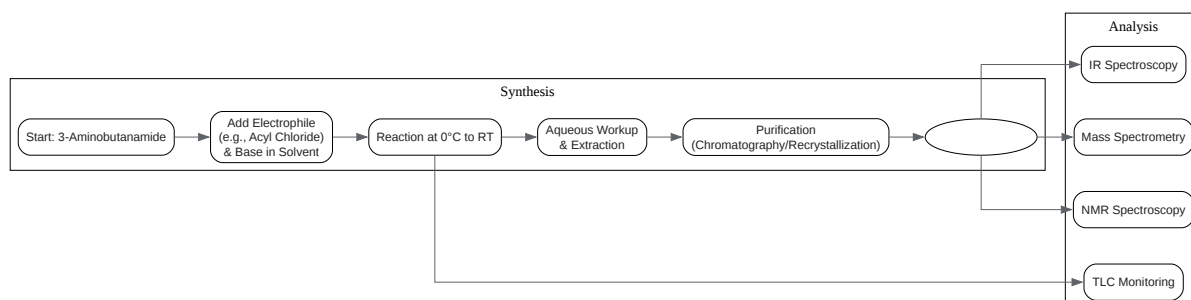 Analysis
IR Spectroscopy
Synthesis
Start: 3-Aminobutanamide
Add Electrophile
(e.g., Acyl Chloride)
& Base in Solvent
Reaction at 0°C to RT
Aqueous Workup
& Extraction
Purification
(Chromatography/Recrystallization)
Mass Spectrometry
NMR Spectroscopy
TLC Monitoring